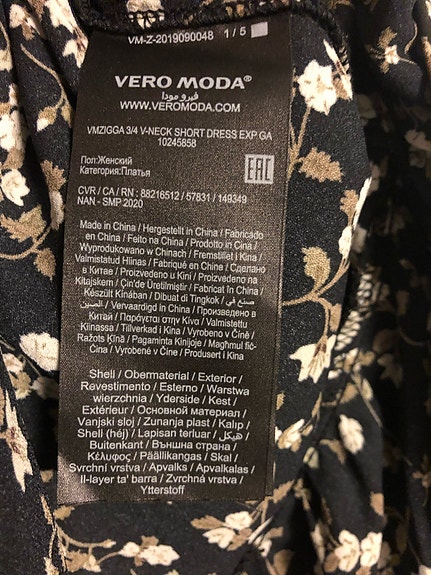 VM-Z-2019090048 1/5
VERO MODA®
فيرو مودا
WWW.VEROMODA.COM
VMZIGGA 3/4 V-NECK SHORT DRESS EXP GA
10245858
Пол:Женский
Категория:Платья
EAC
CVR / CA / RN : 88216512 / 57831 / 149349
NAN - SMP 2020
Made in China / Hergestellt in China / Fabricado
en China / Feito na China / Prodotto in Cina /
Wyprodukowano w Chinach / Fremstillet i Kina /
Valmistatud Hiinas / Fabriqué en Chine / Сделано
в Китае / Proizvedeno u Kini / Произведено во
Kitajskem / Çin'de Üretilmiştir / Fabricat în China /
Készült Kínában / Dibuat di Tiongkok / صنع في
الصين / Vervaardigd in China / Произведено в
Китай / Παράγεται στην Κίνα / Valmistettu
Kiinassa / Tillverkad i Kina / Vyrobeno v Číně /
Ražots Ķīnā / Pagaminta Kinijoje / Magħmul fiċ-
Ċina / Vyrobené v Číne / Produsert i Kina
Shell / Obermaterial / Exterior /
Revestimento / Esterno / Warstwa
wierzchnia / Yderside / Kest /
Extérieur / Основной материал /
Vanjski sloj / Zunanja plast / Kalıp /
Shell (héj) / Lapisan terluar / هيكل /
Buitenkant / Външна страна /
Κέλυφος / Päällikangas / Skal /
Svrchní vrstva / Apvalks / Apvalkalas /
Il-layer ta' barra / Zvrchná vrstva /
Ytterstoff